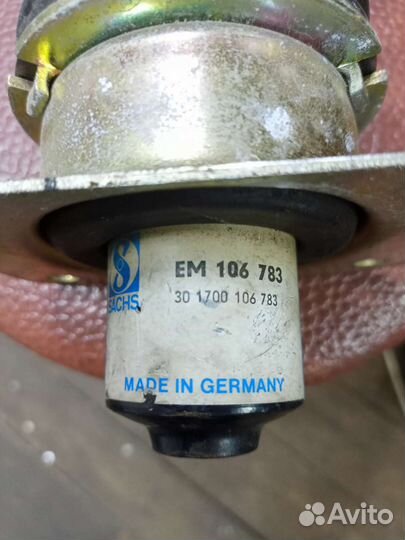 SACHS
EM 106 783
30 1700 106 783
MADE IN GERMANY
Avito